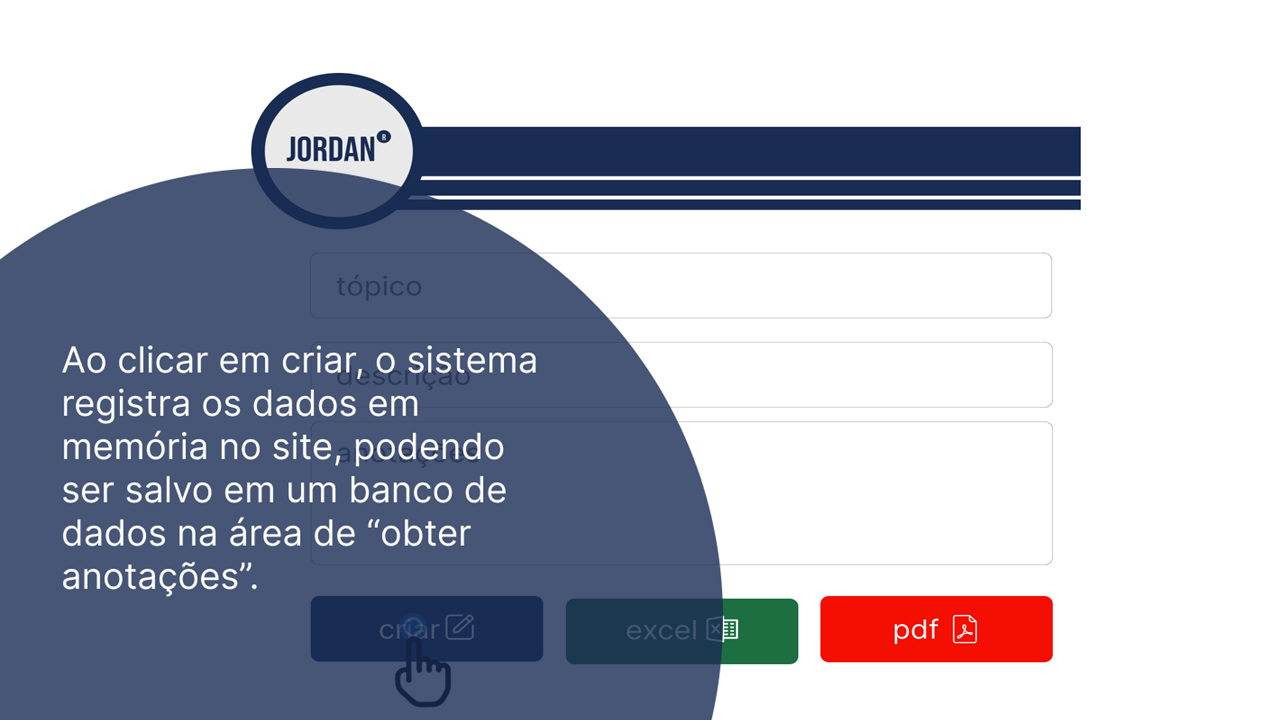 JORDAN®
tópico
descrição
anotações
Ao clicar em criar, o sistema
registra os dados em
memória no site, podendo
ser salvo em um banco de
dados na área de “obter
anotações”.
criar
excel
pdf